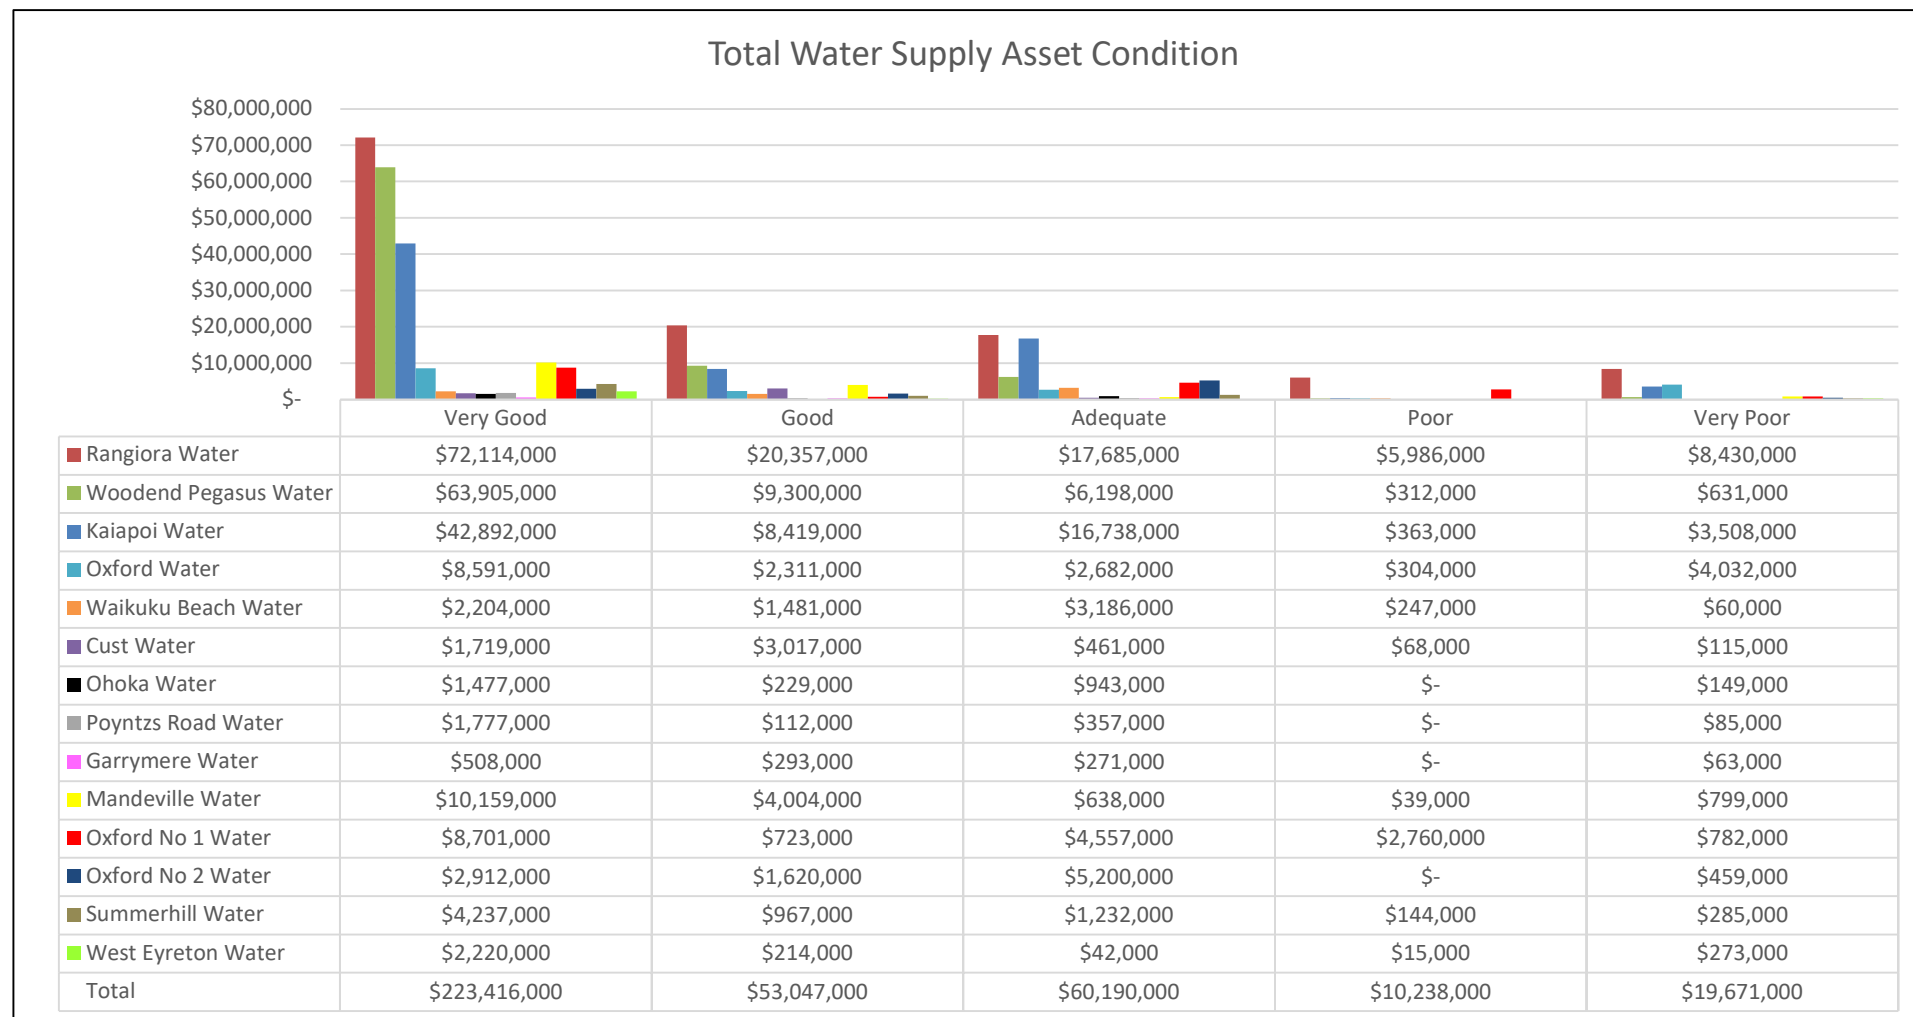 Total Water Supply Asset Condition
$80,000,000
$70,000,000
$60,000,000
$50,000,000
$40,000,000
$30,000,000
$20,000,000
$10,000,000
$-
Very Good Good Adequate Poor Very Poor
Rangiora Water $72,114,000 $20,357,000 $17,685,000 $5,986,000 $8,430,000
Woodend Pegasus Water $63,905,000 $9,300,000 $6,198,000 $312,000 $631,000
Kaiapoi Water $42,892,000 $8,419,000 $16,738,000 $363,000 $3,508,000
Oxford Water $8,591,000 $2,311,000 $2,682,000 $304,000 $4,032,000
Waikuku Beach Water $2,204,000 $1,481,000 $3,186,000 $247,000 $60,000
Cust Water $1,719,000 $3,017,000 $461,000 $68,000 $115,000
Ohoka Water $1,477,000 $229,000 $943,000 $- $149,000
Poyntzs Road Water $1,777,000 $112,000 $357,000 $- $85,000
Garrymere Water $508,000 $293,000 $271,000 $- $63,000
Mandeville Water $10,159,000 $4,004,000 $638,000 $39,000 $799,000
Oxford No 1 Water $8,701,000 $723,000 $4,557,000 $2,760,000 $782,000
Oxford No 2 Water $2,912,000 $1,620,000 $5,200,000 $- $459,000
Summerhill Water $4,237,000 $967,000 $1,232,000 $144,000 $285,000
West Eyreton Water $2,220,000 $214,000 $42,000 $15,000 $273,000
Total $223,416,000 $53,047,000 $60,190,000 $10,238,000 $19,671,000